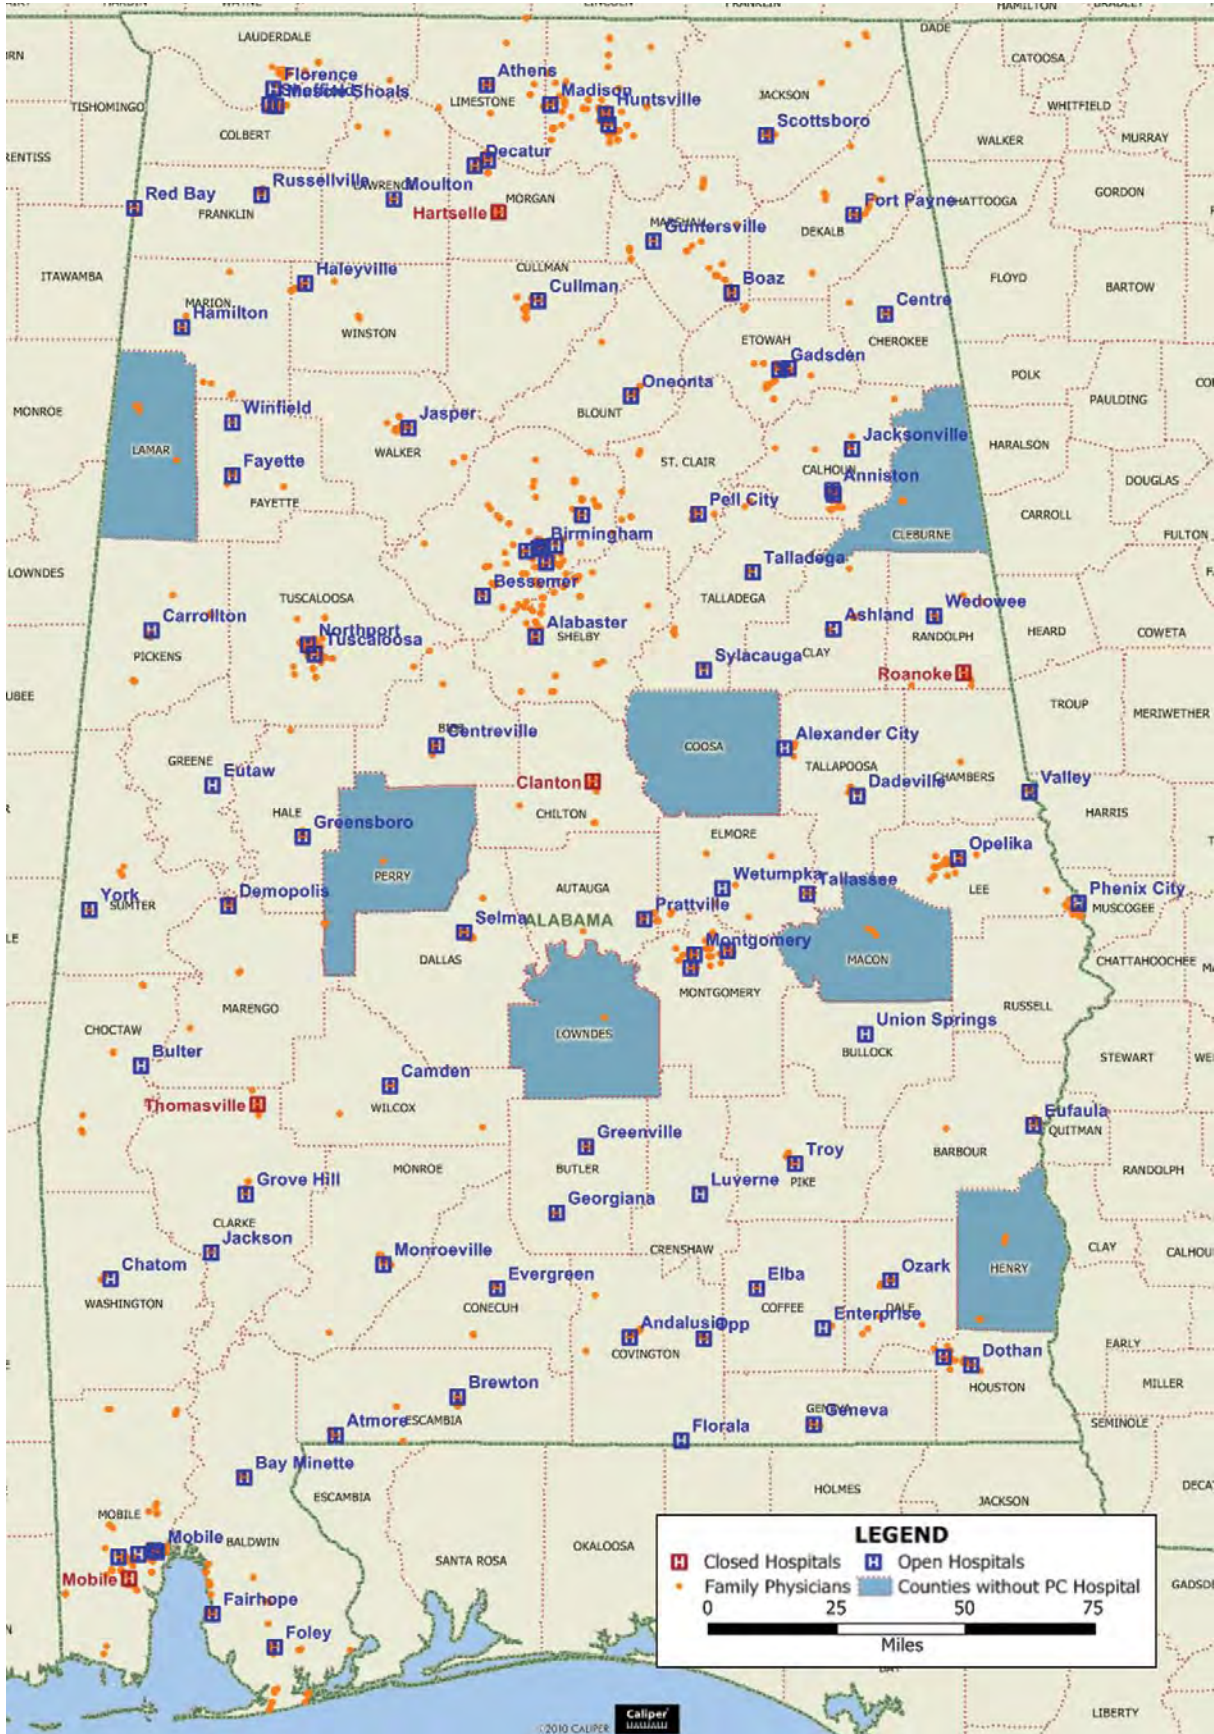 HAMILTON
BRADLEY
DADE
LAUDERDALE
CATOOSA
Florence
Athens
Muscle Shoals
Madison
Huntsville
JACKSON
TISHOMINGO
LIMESTONE
WHITFIELD
COLBERT
Scottsboro
WALKER
MURRAY
Decatur
Red Bay
Russellville
Moulton
MORGAN
GORDON
FRANKLIN
Hartselle
Fort Payne
Guntersville
DEKALB
ITAWAMBA
Haleyville
CULLMAN
Boaz
FLOYD
BARTOW
MARION
Cullman
Centre
Hamilton
WINSTON
ETOWAH
CHEROKEE
Gadsden
POLK
Oneonta
PAULDING
MONROE
Winfield
Jasper
BLOUNT
LAMAR
WALKER
Jacksonville
HARALSON
Fayette
ST. CLAIR
CALHOUN
Anniston
DOUGLAS
FAYETTE
Pell City
CARROLL
Birmingham
CLEBURNE
FULTON
LOWNDES
Talladega
Bessemer
TUSCALOOSA
TALLADEGA
Wedowee
Carrollton
Northport
Alabaster
Ashland
RANDOLPH
HEARD
COWETA
PICKENS
Tuscaloosa
SHELBY
CLAY
Sylacauga
Roanoke
TROUP
MERIWETHER
Centreville
COOSA
Alexander City
GREENE
Eutaw
Clanton
TALLAPOOSA
CHAMBERS
Dadeville
Valley
HALE
CHILTON
HARRIS
Greensboro
ELMORE
Opelika
PERRY
AUTAUGA
Wetumpka
Tallassee
LEE
Phenix City
York
SUMTER
Demopolis
Prattville
MUSCOGEE
Selma
ALABAMA
Montgomery
DALLAS
MACON
CHATTAHOOCHEE
MONTGOMERY
MARENGO
RUSSELL
CHOCTAW
LOWNDES
Union Springs
Bulter
BULLOCK
STEWART
Camden
Thomasville
WILCOX
Eufaula
QUITMAN
Greenville
Troy
BARBOUR
MONROE
BUTLER
PIKE
RANDOLPH
Grove Hill
Luverne
Georgiana
CLARKE
Jackson
CRENSHAW
CLAY
Monroeville
Chatom
Evergreen
Elba
Ozark
HENRY
WASHINGTON
CONECUH
COFFEE
DALE
Enterprise
Andalusia
Opp
EARLY
COVINGTON
Dothan
Brewton
HOUSTON
MILLER
Atmore
ESCAMBIA
Geneva
SEMINOLE
Florala
Bay Minette
ESCAMBIA
HOLMES
JACKSON
MOBILE
Mobile
BALDWIN
OKALOOSA
SANTA ROSA
Mobile
Fairhope
Foley
LEGEND
Closed Hospitals
Open Hospitals
Family Physicians
Counties without PC Hospital
0 25 50 75
Miles
LIBERTY
Caliper
©2010 CALIPER